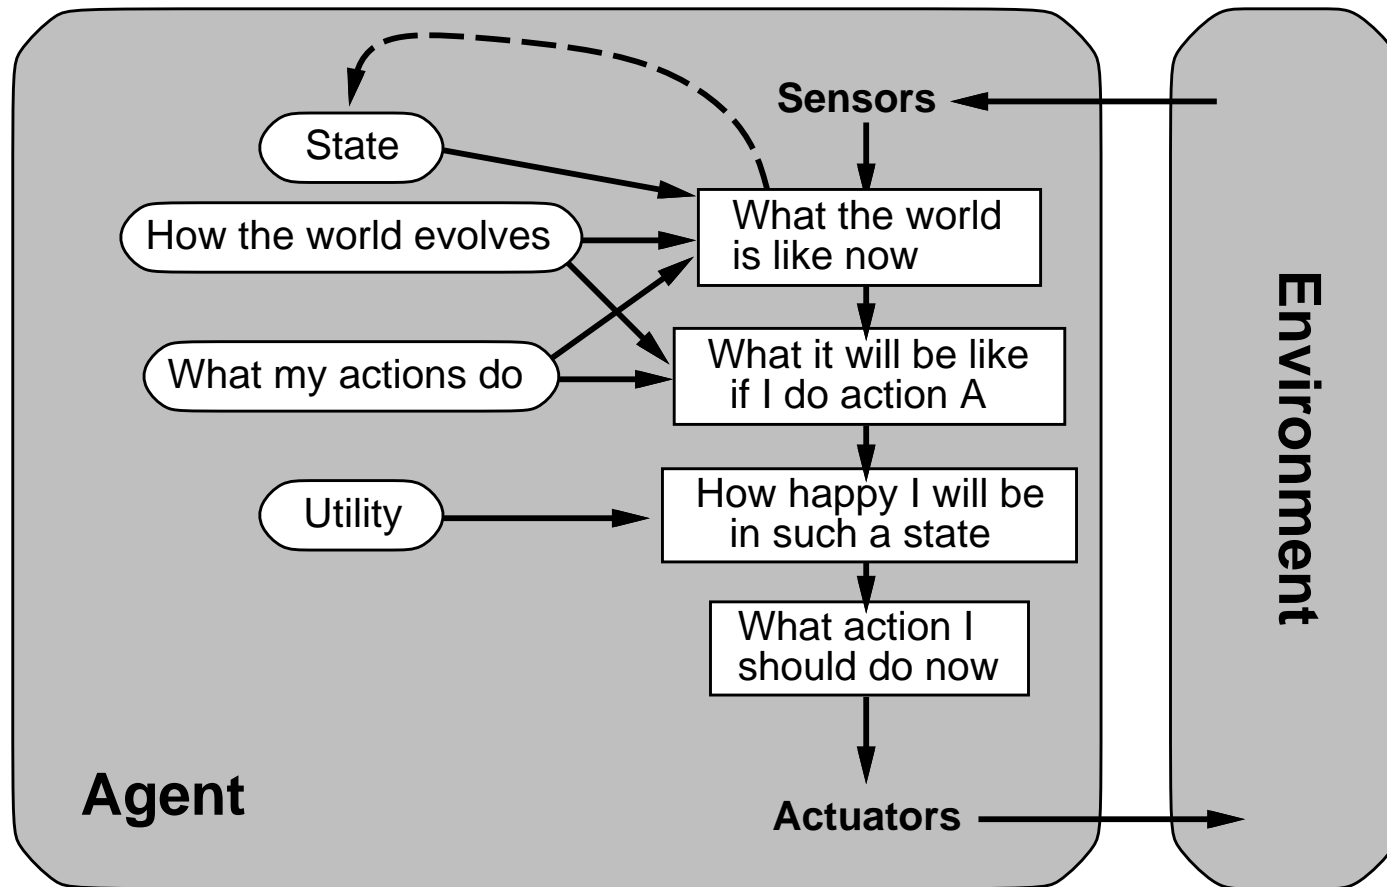 Sensors
State
What the world
is like now
How the world evolves
What my actions do
What it will be like
if I do action A
Utility
How happy I will be
in such a state
What action I
should do now
Agent
Actuators
Environment